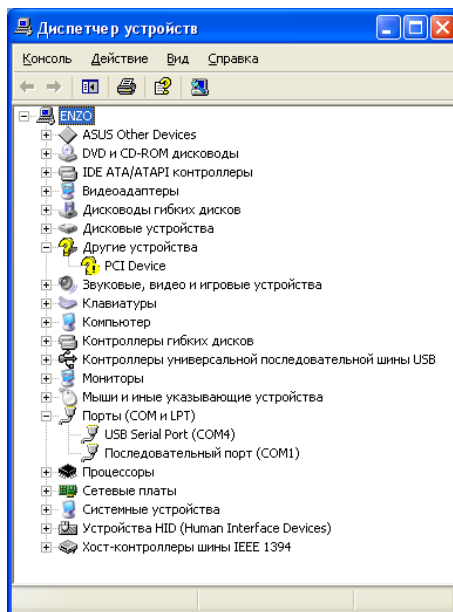 Диспетчер устройств
Консоль Действие Вид Справка
ENZO
ASUS Other Devices
DVD и CD-ROM дисководы
IDE ATA/ATAPI контроллеры
Видеоадаптеры
Дисководы гибких дисков
Дисковые устройства
Другие устройства
PCI Device
Звуковые, видео и игровые устройства
Клавиатуры
Компьютер
Контроллеры гибких дисков
Контроллеры универсальной последовательной шины USB
Мониторы
Мыши и иные указывающие устройства
Порты (COM и LPT)
USB Serial Port (COM4)
Последовательный порт (COM1)
Процессоры
Сетевые платы
Системные устройства
Устройства HID (Human Interface Devices)
Хост-контроллеры шины IEEE 1394